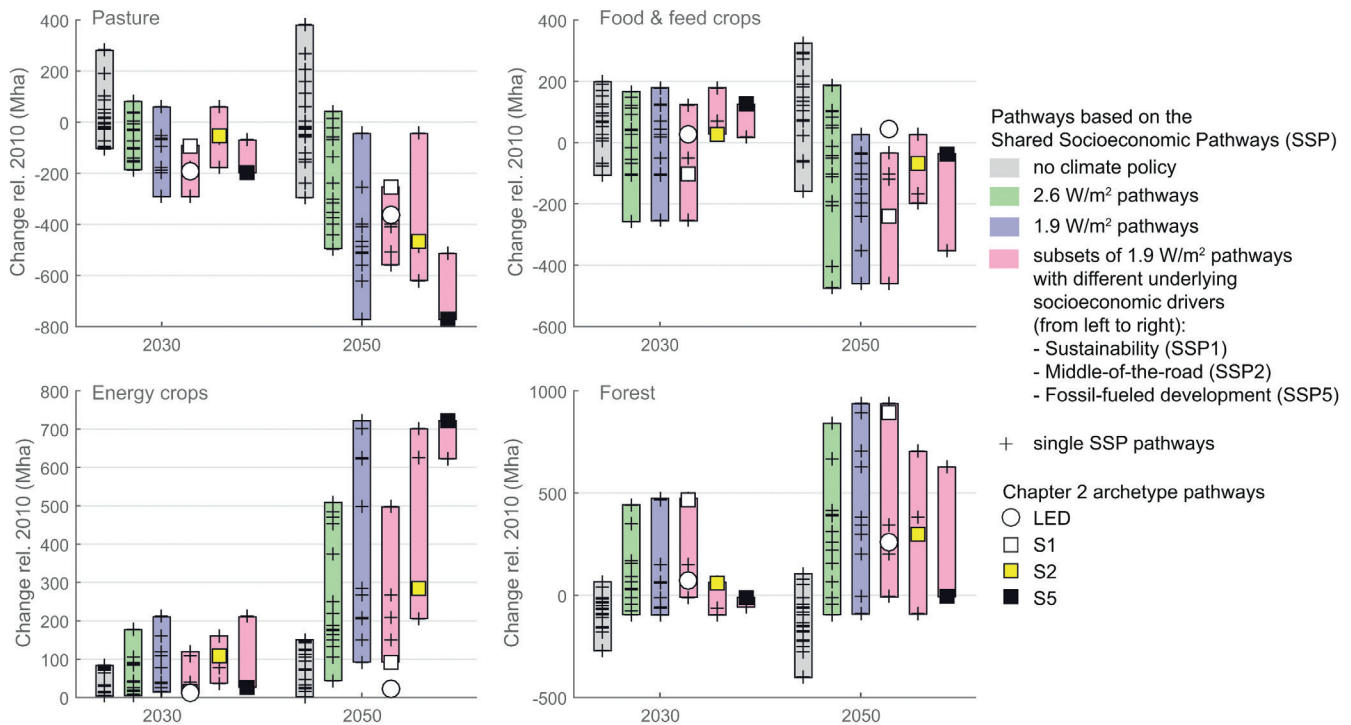 Pasture
Change rel. 2010 (Mha)
400
200
0
-200
-400
-600
-800
2030
2050
Food & feed crops
Change rel. 2010 (Mha)
400
200
0
-200
-400
-600
2030
2050
Energy crops
Change rel. 2010 (Mha)
800
700
600
500
400
300
200
100
0
2030
2050
Forest
Change rel. 2010 (Mha)
1000
500
0
-500
2030
2050
Pathways based on the
Shared Socioeconomic Pathways (SSP)
no climate policy
2.6 W/m² pathways
1.9 W/m² pathways
subsets of 1.9 W/m² pathways
with different underlying
socioeconomic drivers
(from left to right):
- Sustainability (SSP1)
- Middle-of-the-road (SSP2)
- Fossil-fueled development (SSP5)
single SSP pathways
Chapter 2 archetype pathways
LED
S1
S2
S5